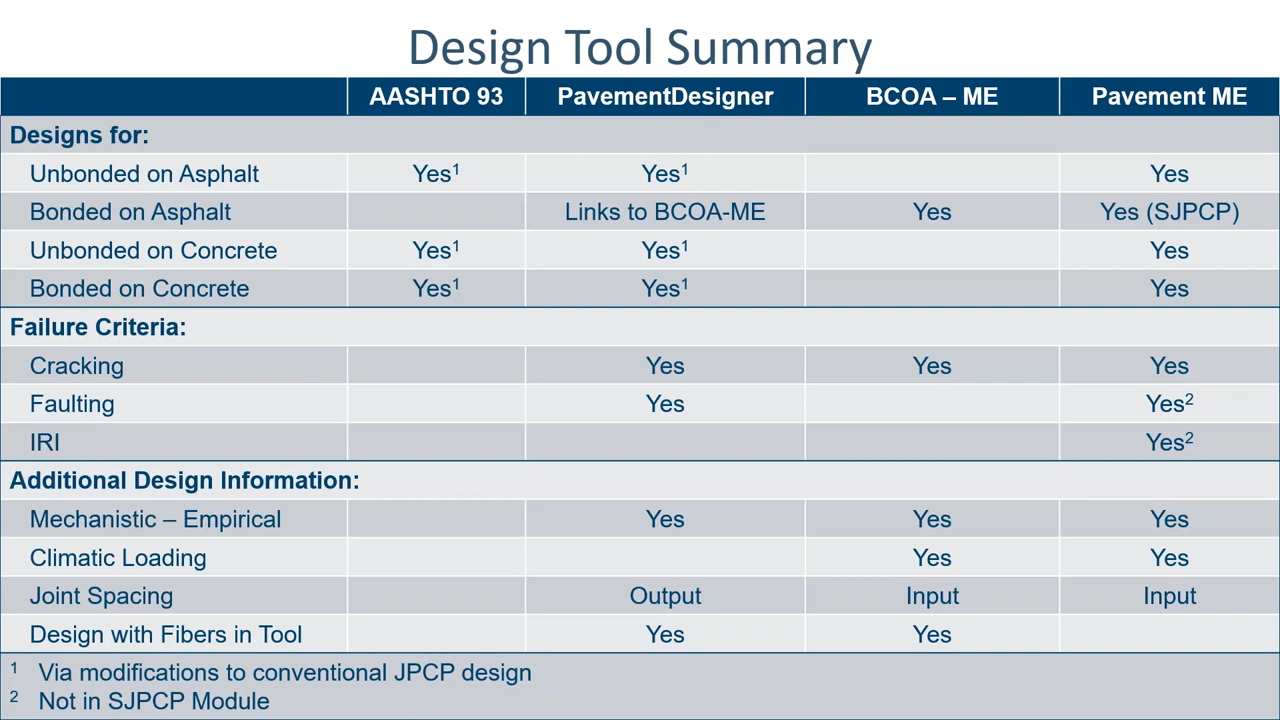 Design Tool Summary
AASHTO 93 PavementDesigner BCOA – ME Pavement ME
Designs for:
Unbonded on Asphalt Yes¹ Yes¹ Yes
Bonded on Asphalt Links to BCOA-ME Yes Yes (SJPCP)
Unbonded on Concrete Yes¹ Yes¹ Yes
Bonded on Concrete Yes¹ Yes¹ Yes
Failure Criteria:
Cracking Yes Yes Yes
Faulting Yes Yes²
IRI Yes²
Additional Design Information:
Mechanistic – Empirical Yes Yes Yes
Climatic Loading Yes Yes
Joint Spacing Output Input Input
Design with Fibers in Tool Yes Yes
¹ Via modifications to conventional JPCP design
² Not in SJPCP Module